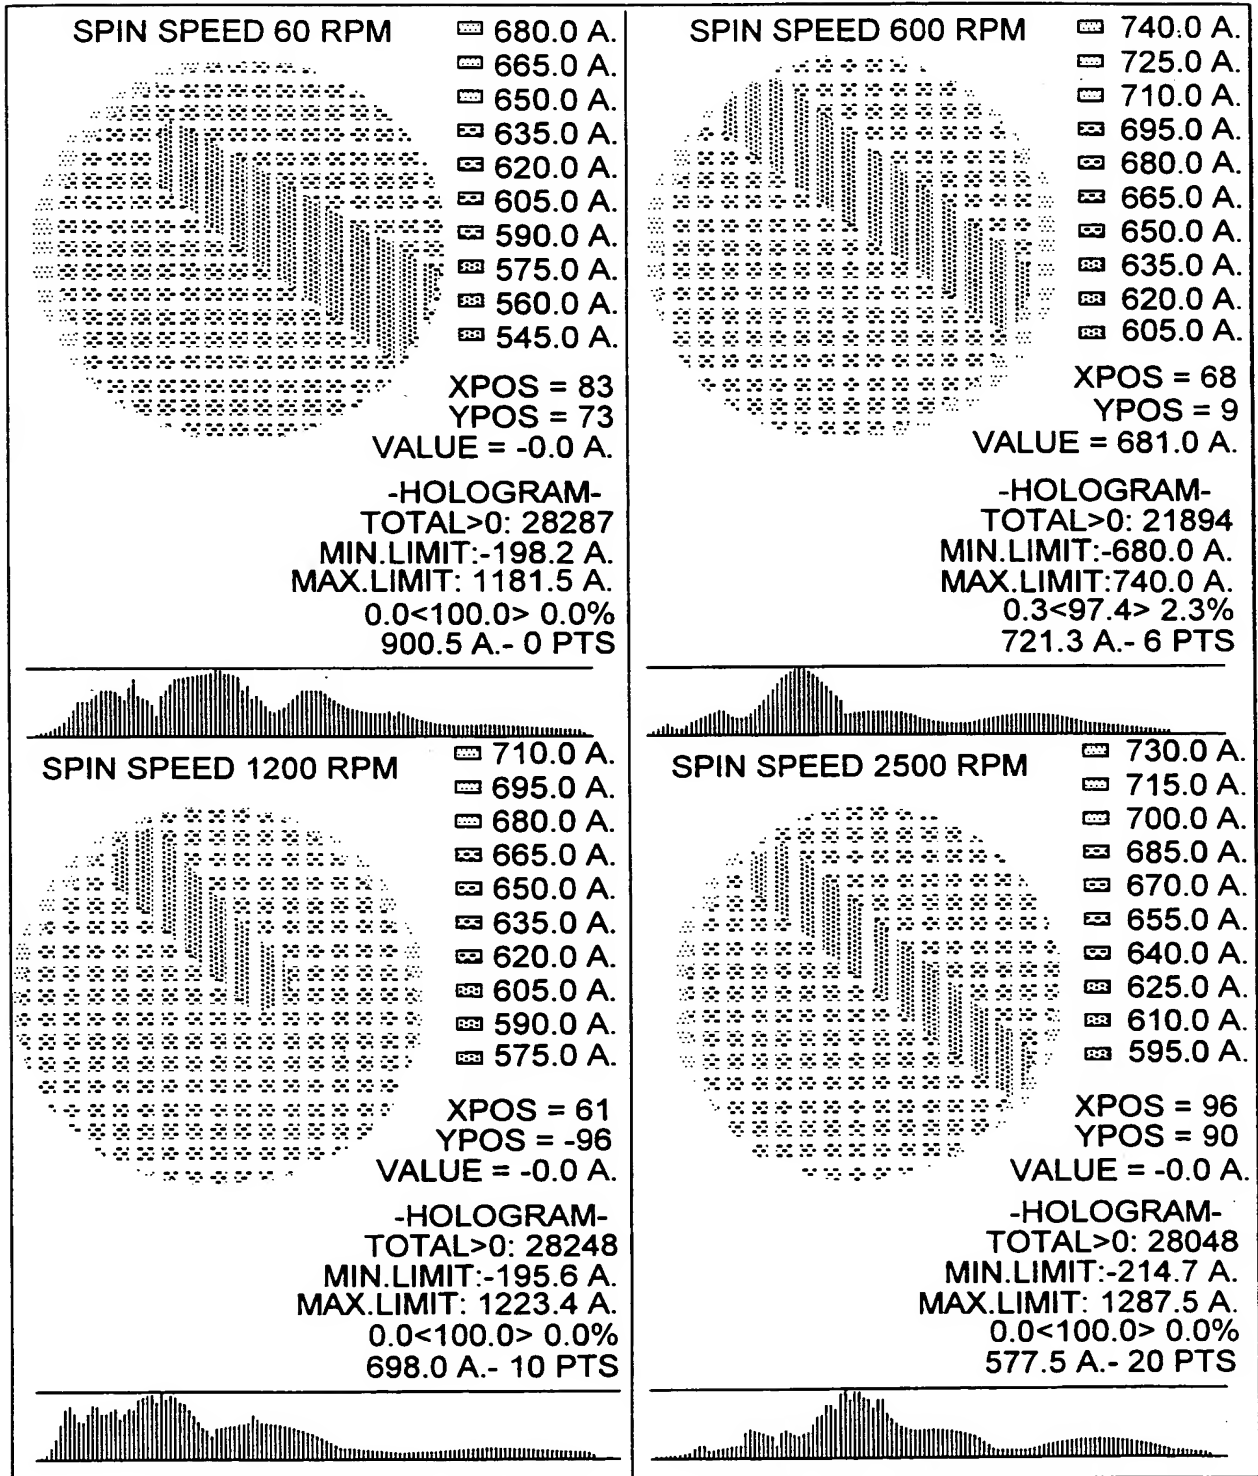 SPIN SPEED 60 RPM
680.0 A.
665.0 A.
650.0 A.
635.0 A.
620.0 A.
605.0 A.
590.0 A.
575.0 A.
560.0 A.
545.0 A.
XPOS = 83
YPOS = 73
VALUE = -0.0 A.
-HOLOGRAM-
TOTAL>0: 28287
MIN.LIMIT:-198.2 A.
MAX.LIMIT: 1181.5 A.
0.0<100.0> 0.0%
900.5 A.- 0 PTS
SPIN SPEED 600 RPM
740.0 A.
725.0 A.
710.0 A.
695.0 A.
680.0 A.
665.0 A.
650.0 A.
635.0 A.
620.0 A.
605.0 A.
XPOS = 68
YPOS = 9
VALUE = 681.0 A.
-HOLOGRAM-
TOTAL>0: 21894
MIN.LIMIT:-680.0 A.
MAX.LIMIT:740.0 A.
0.3<97.4> 2.3%
721.3 A.- 6 PTS
SPIN SPEED 1200 RPM
710.0 A.
695.0 A.
680.0 A.
665.0 A.
650.0 A.
635.0 A.
620.0 A.
605.0 A.
590.0 A.
575.0 A.
XPOS = 61
YPOS = -96
VALUE = -0.0 A.
-HOLOGRAM-
TOTAL>0: 28248
MIN.LIMIT:-195.6 A.
MAX.LIMIT: 1223.4 A.
0.0<100.0> 0.0%
698.0 A.- 10 PTS
SPIN SPEED 2500 RPM
730.0 A.
715.0 A.
700.0 A.
685.0 A.
670.0 A.
655.0 A.
640.0 A.
625.0 A.
610.0 A.
595.0 A.
XPOS = 96
YPOS = 90
VALUE = -0.0 A.
-HOLOGRAM-
TOTAL>0: 28048
MIN.LIMIT:-214.7 A.
MAX.LIMIT: 1287.5 A.
0.0<100.0> 0.0%
577.5 A.- 20 PTS